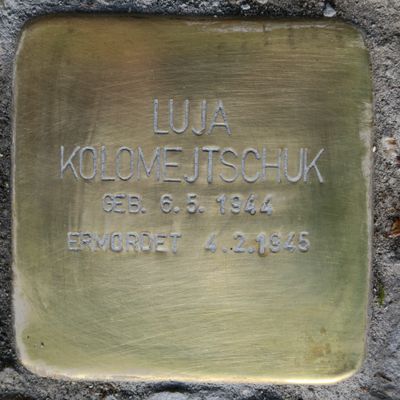 LUJA
KOLOMEJTSCHUK
GEB. 6.5. 1944
ERMORDET 4.2.1945